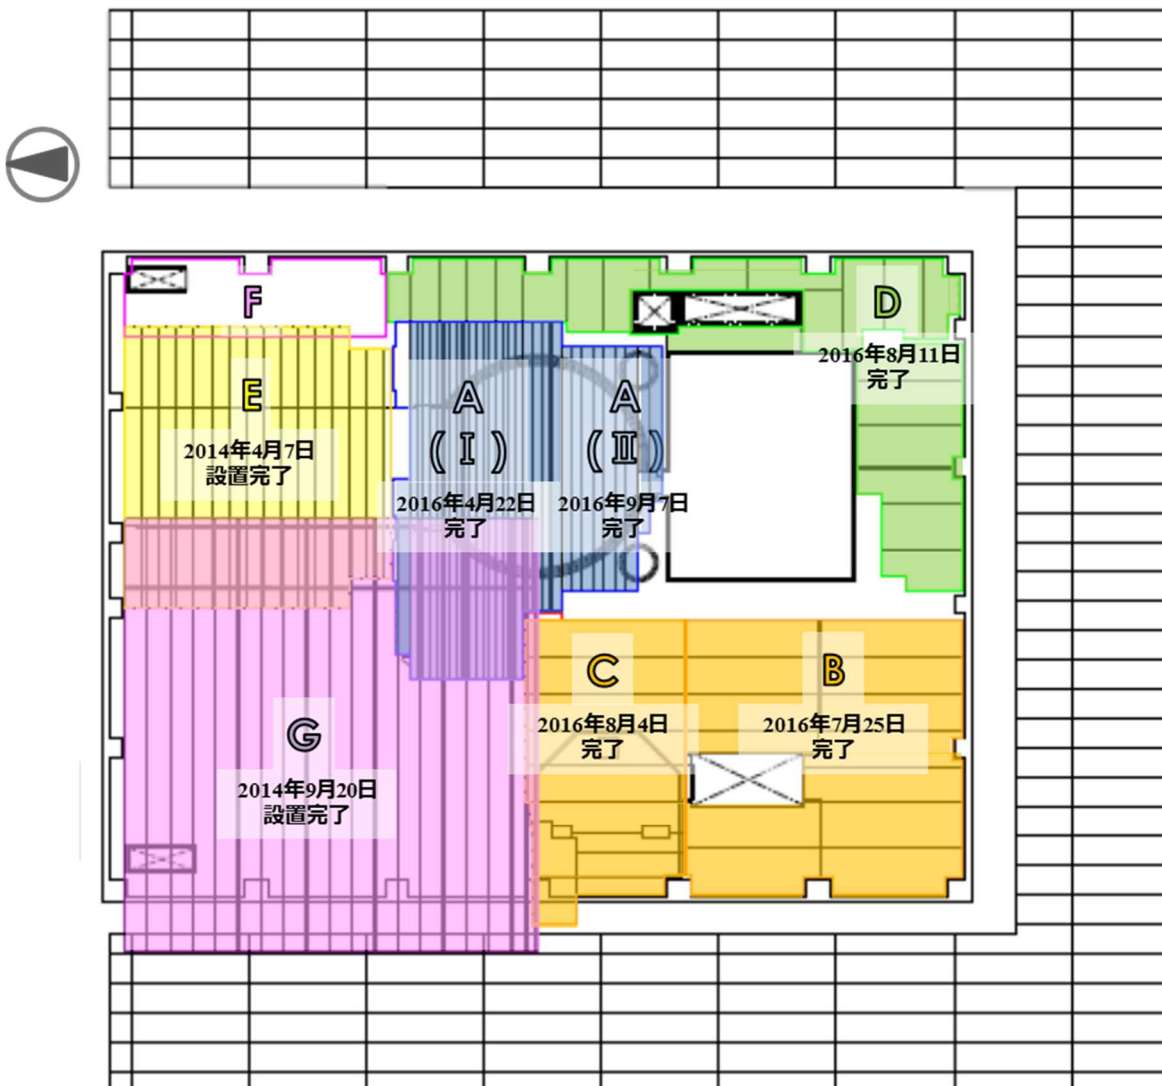 F
D
2016年8月11日
完了
E
2014年4月7日
設置完了
A
(Ⅰ)
2016年4月22日
完了
A
(Ⅱ)
2016年9月7日
完了
C
2016年8月4日
完了
B
2016年7月25日
完了
G
2014年9月20日
設置完了